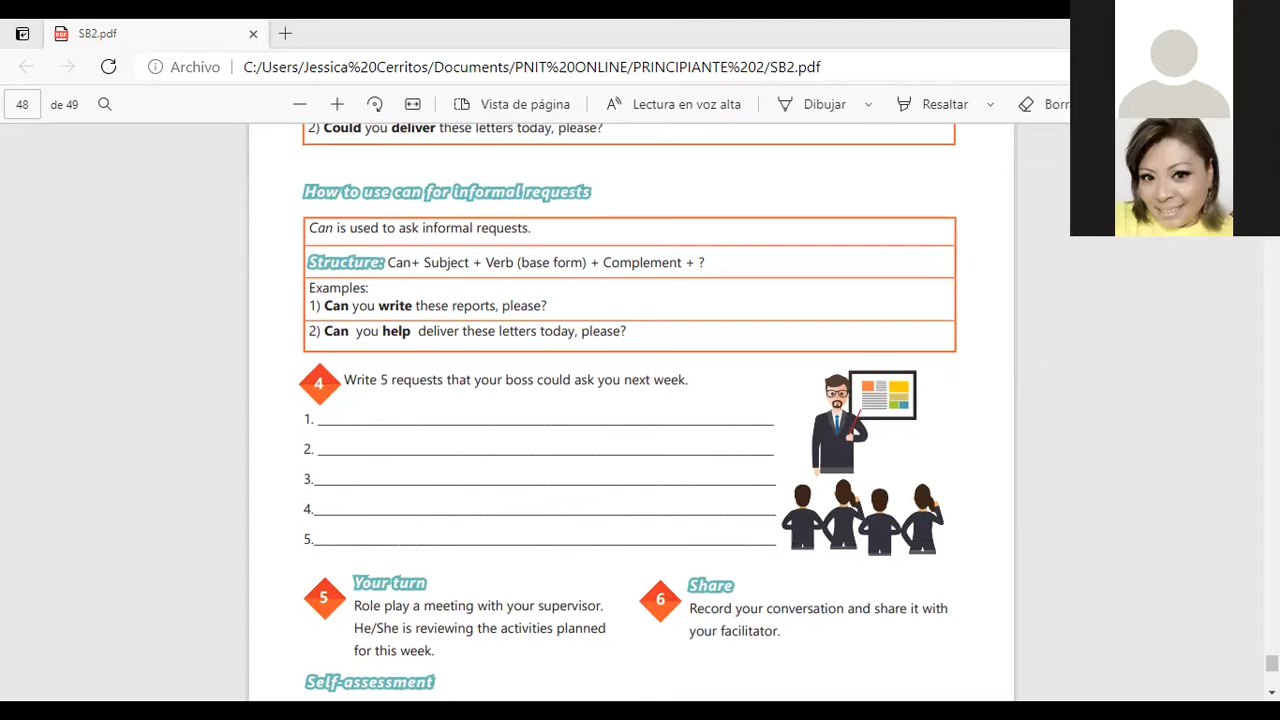 SB2.pdf
Archivo
C:/Users/Jessica%20Cerritos/Documents/PNIT%20ONLINE/PRINCIPIANTE%202/SB2.pdf
48
de 49
Vista de página
Lectura en voz alta
Dibujar
Resaltar
Borr
2) Could you deliver these letters today, please?
How to use can for informal requests
Can is used to ask informal requests.
Structure: Can+ Subject + Verb (base form) + Complement + ?
Examples:
1) Can you write these reports, please?
2) Can you help deliver these letters today, please?
4 Write 5 requests that your boss could ask you next week.
1. ______
2. ______
3. ______
4. ______
5. ______
5 Your turn
Role play a meeting with your supervisor.
He/She is reviewing the activities planned
for this week.
6 Share
Record your conversation and share it with
your facilitator.
Self-assessment